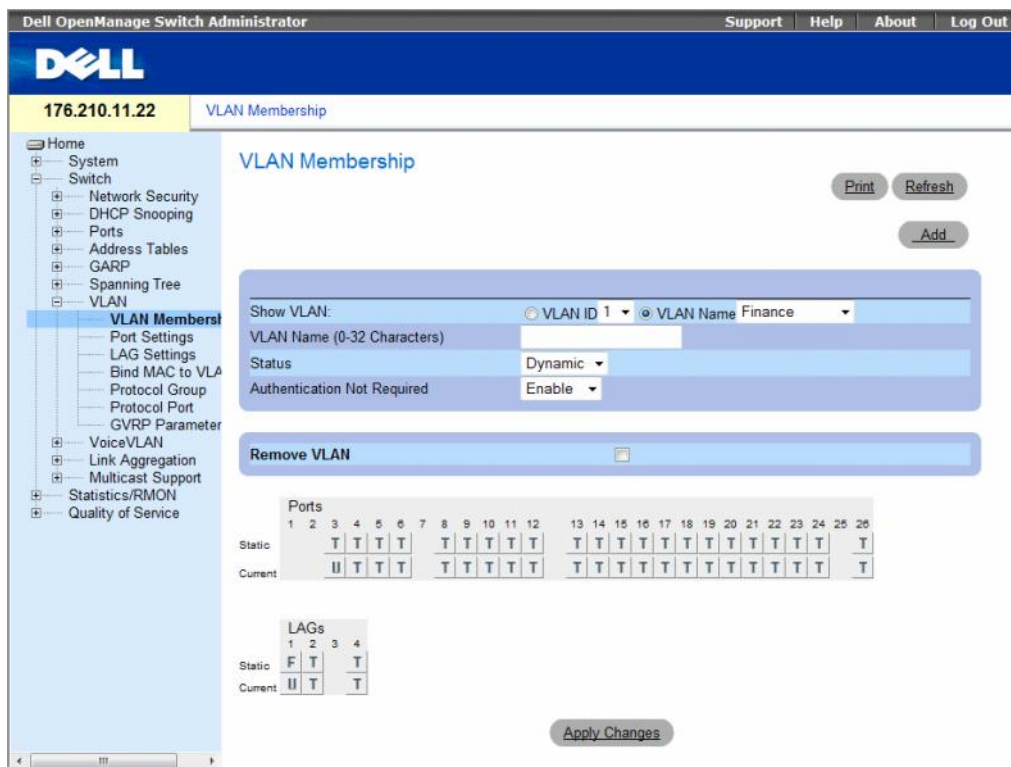 Dell OpenManage Switch Administrator
Support
Help
About
Log Out
DELL
176.210.11.22
VLAN Membership
Home
System
Switch
Network Security
DHCP Snooping
Ports
Address Tables
GARP
Spanning Tree
VLAN
VLAN Membersh
Port Settings
LAG Settings
Bind MAC to VLA
Protocol Group
Protocol Port
GVRP Parameter
VoiceVLAN
Link Aggregation
Multicast Support
Statistics/RMON
Quality of Service
VLAN Membership
Print
Refresh
Add
Show VLAN: VLAN ID 1 VLAN Name Finance
VLAN Name (0-32 Characters)
Status Dynamic
Authentication Not Required Enable
Remove VLAN
Ports
1 2 3 4 5 6 7 8 9 10 11 12 13 14 15 16 17 18 19 20 21 22 23 24 25 26
Static T T T T T T T T T T T T T T T T T T T T T T
Current U T T T T T T T T T T T T T T T T T T T T T
LAGs
1 2 3 4
Static F T T
Current U T T
Apply Changes